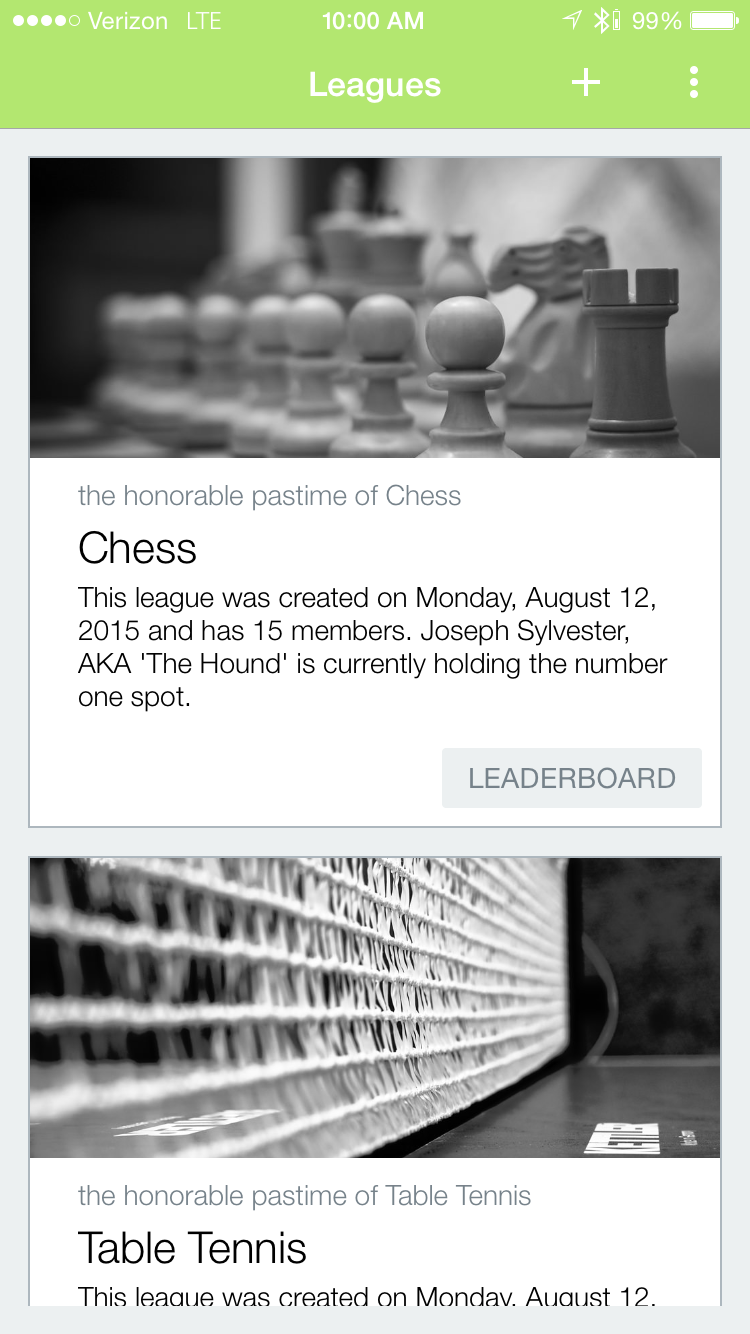 Verizon LTE 10:00 AM 99%
Leagues
the honorable pastime of Chess
Chess
This league was created on Monday, August 12,
2015 and has 15 members. Joseph Sylvester,
AKA 'The Hound' is currently holding the number
one spot.
LEADERBOARD
the honorable pastime of Table Tennis
Table Tennis
This league was created on Monday, August 12,